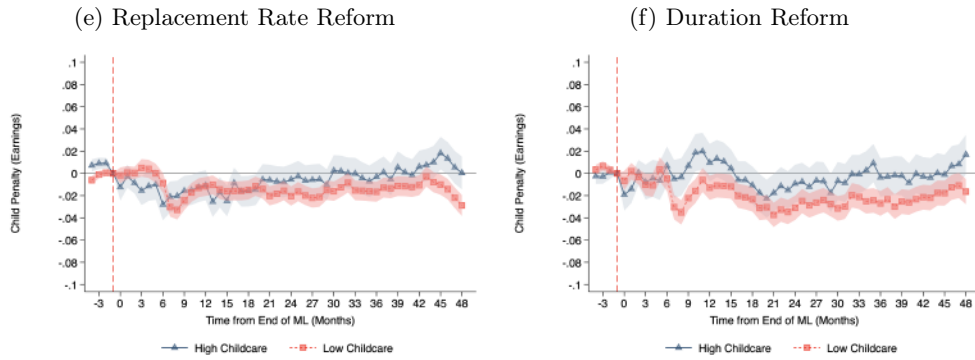 (e) Replacement Rate Reform
(f) Duration Reform
Child Penalty (Earnings)
.1
.08
.06
.04
.02
0
-.02
-.04
-.06
-.08
-.1
-3 0 3 6 9 12 15 18 21 24 27 30 33 36 39 42 45 48
Time from End of ML (Months)
High Childcare Low Childcare
Child Penalty (Earnings)
.1
.08
.06
.04
.02
0
-.02
-.04
-.06
-.08
-.1
-3 0 3 6 9 12 15 18 21 24 27 30 33 36 39 42 45 48
Time from End of ML (Months)
High Childcare Low Childcare